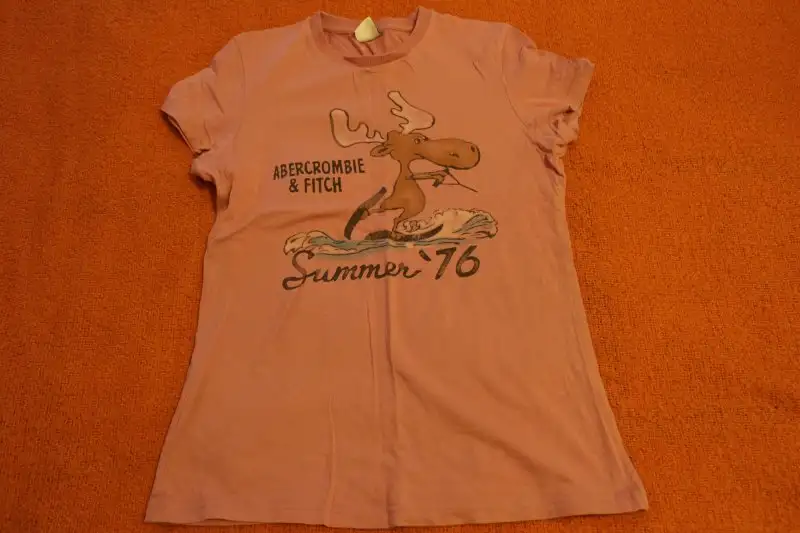 ABERCROMBIE
& FITCH
Summer '76